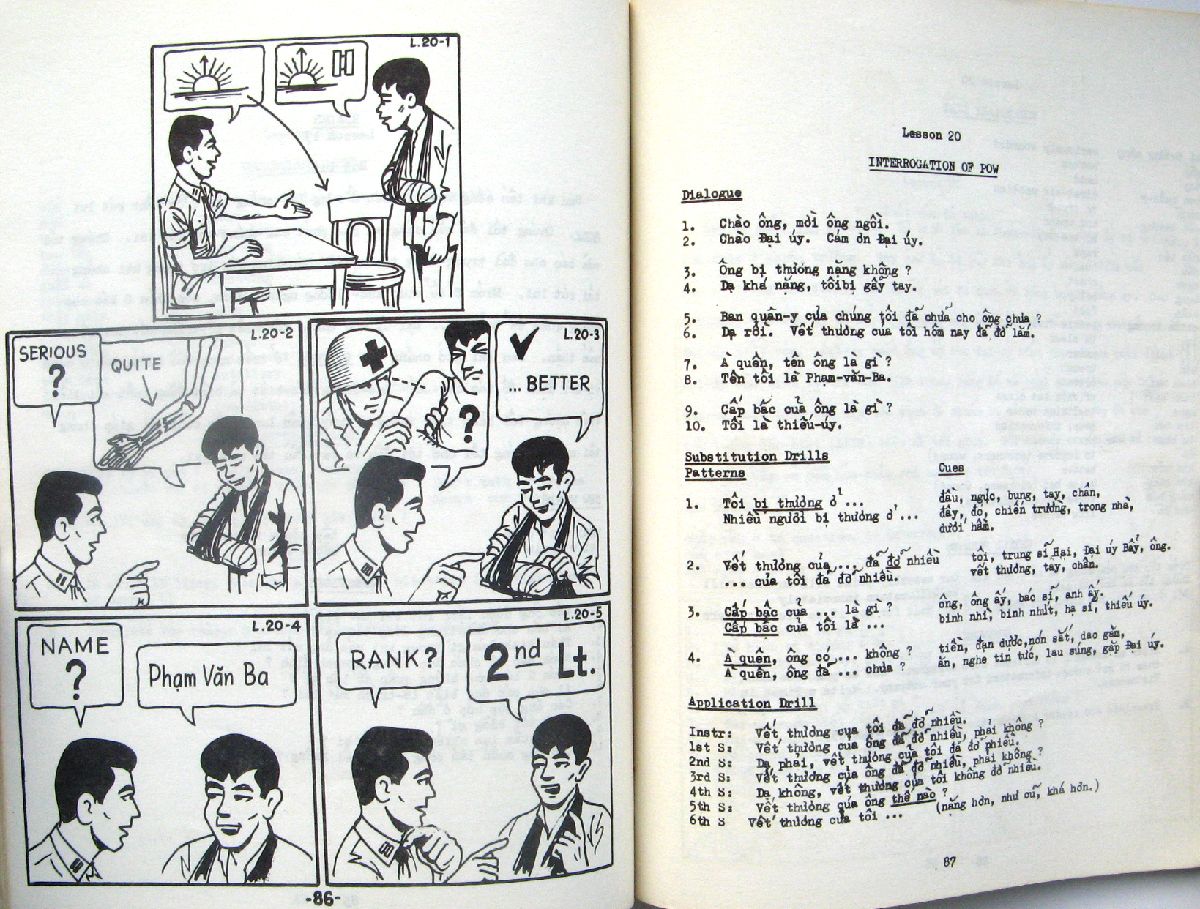 L.20-1
L.20-2
SERIOUS
?
QUITE
L.20-3
?
... BETTER
L.20-4
NAME
?
Phạm Văn Ba
L.20-5
RANK?
2nd Lt.
-86-
Lesson 20
INTERROGATION OF POW
Dialogue
1. Chào ông, mời ông ngồi.
2. Chào Đại úy. Cám ơn Đại úy.
3. Ông bị thương nặng không ?
4. Dạ khá nặng, tôi bị gãy tay.
5. Ban quân-y của chúng tôi đã chữa cho ông chưa ?
6. Dạ rồi. Vết thương của tôi hôm nay đã đỡ lắm.
7. À quên, tên ông là gì ?
8. Tên tôi là Phạm-văn-Ba.
9. Cấp bậc của ông là gì ?
10. Tôi là thiếu-úy.
Substitution Drills
Patterns Cues
1. Tôi bị thương ở ... đầu, ngực, bụng, tay, chân,
Nhiều người bị thương ở ... đây, đó, chiến trường, trong nhà,
dưới hầm.
2. Vết thương của ... đã đỡ nhiều tôi, trung sĩ Hai, Đại úy Bẩy, ông.
... của tôi đã đỡ nhiều. vết thương, tay, chân.
3. Cấp bậc của ... là gì ? ông, ông ấy, bác sĩ, anh ấy.
Cấp bậc của tôi là ... binh nhì, binh nhứt, hạ sĩ, thiếu úy.
4. À quên, ông có ... không ? tiền, đạn dược, nón sắt, dao găm,
À quên, ông đã ... chưa ? ăn, nghe tin tức, lau súng, gặp Đại úy.
Application Drill
Instr: Vết thương của tôi đã đỡ nhiều.
1st S: Vết thương của ông đã đỡ nhiều, phải không ?
2nd S: Dạ phải, vết thương của tôi đã đỡ nhiều.
3rd S: Vết thương của ông đã đỡ nhiều, phải không ?
4th S: Dạ không, vết thương của tôi không đỡ nhiều.
5th S: Vết thương của ông thế nào ?
6th S Vết thương của tôi ... (nặng hơn, như cũ, khá hơn.)
87